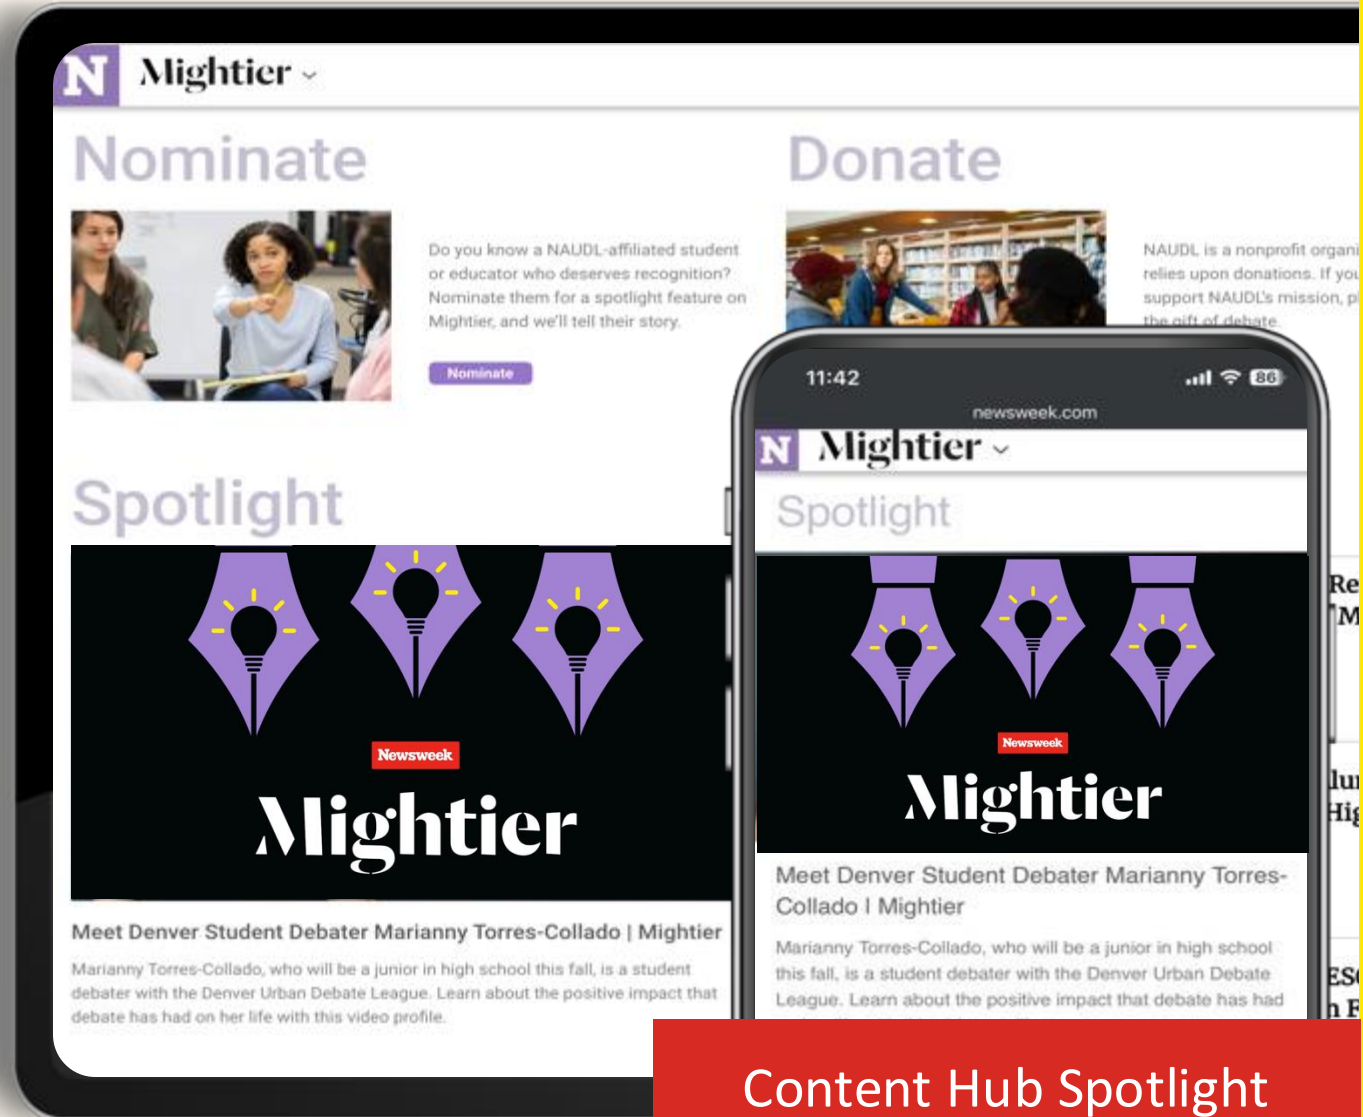 N Mightier
Nominate
Do you know a NAUDL-affiliated student
or educator who deserves recognition?
Nominate them for a spotlight feature on
Mightier, and we'll tell their story.
Nominate
Donate
NAUDL is a nonprofit
relies upon donations. If
support NAUDL's mission,
the gift of debate.
Spotlight
Newsweek
Mightier
Meet Denver Student Debater Marianny Torres-Collado | Mightier
Marianny Torres-Collado, who will be a junior in high school this fall, is a student
debater with the Denver Urban Debate League. Learn about the positive impact that
debate has had on her life with this video profile.
11:42
86
newsweek.com
N Mightier
Spotlight
Newsweek
Mightier
Meet Denver Student Debater Marianny Torres-
Collado I Mightier
Marianny Torres-Collado, who will be a junior in high school
this fall, is a student debater with the Denver Urban Debate
League. Learn about the positive impact that debate has had
Content Hub Spotlight